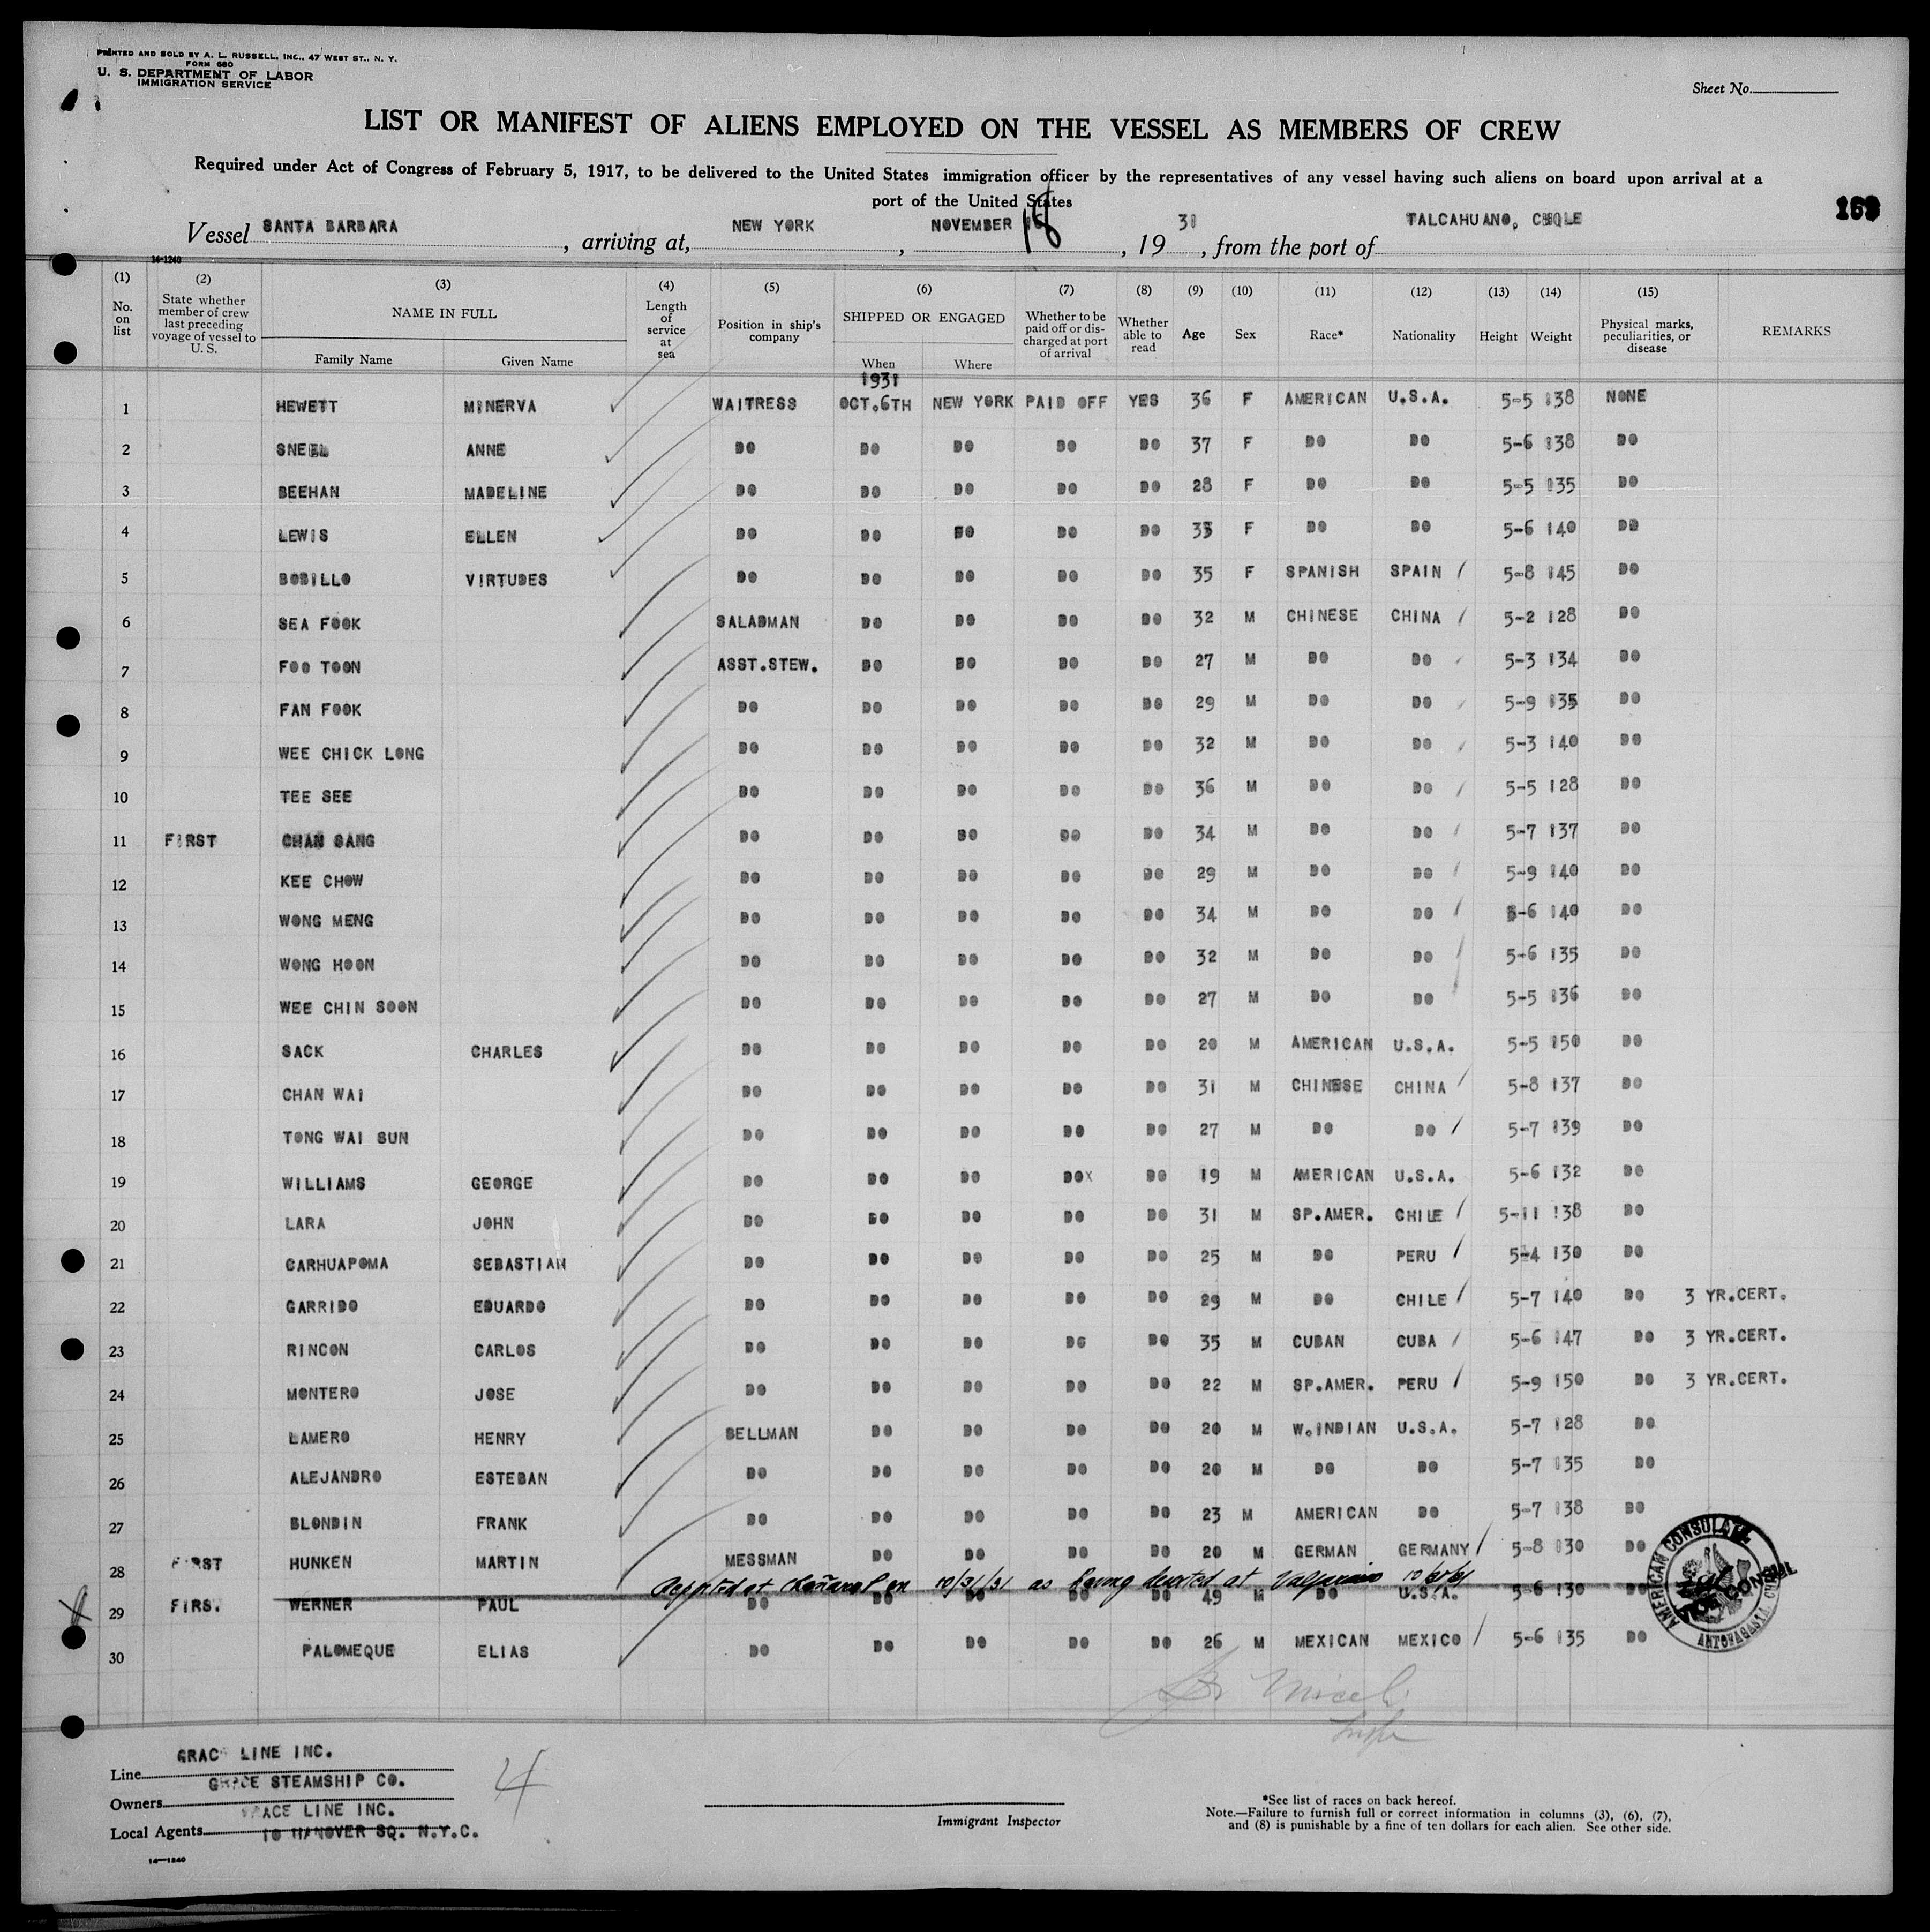 PRINTED AND SOLD BY A. L. RUSSELL, INC., 47 WEST ST., N. Y.
FORM 680
U. S. DEPARTMENT OF LABOR
IMMIGRATION SERVICE
Sheet No.
LIST OR MANIFEST OF ALIENS EMPLOYED ON THE VESSEL AS MEMBERS OF CREW
Required under Act of Congress of February 5, 1917, to be delivered to the United States immigration officer by the representatives of any vessel having such aliens on board upon arrival at a
port of the United States
Vessel SANTA BARBARA, arriving at, NEW YORK, NOVEMBER 18, 1931, from the port of TALCAHUANO, CHILE
14-1240
(1) (2) (3) (4) (5) (6) (7) (8) (9) (10) (11) (12) (13) (14) (15)
No. on list State whether member of crew last preceding voyage of vessel to U. S. NAME IN FULL Family Name Given Name Length of service at sea Position in ship's company SHIPPED OR ENGAGED When Where Whether to be paid off or discharged at port of arrival Whether able to read Age Sex Race* Nationality Height Weight Physical marks, peculiarities, or disease REMARKS
1931
1 HEWETT MINERVA WAITRESS OCT.6TH NEW YORK PAID OFF YES 36 F AMERICAN U.S.A. 5-5 138 NONE
2 ANNE DO DO DO DO DO 37 F DO DO 5-6 138 DO
3 BEEHAN MADELINE DO DO DO DO DO 28 F DO DO 5-5 135 DO
4 LEWIS ELLEN DO DO DO DO DO 33 F DO DO 5-6 140 DO
5 BOBILLO VIRTUDES DO DO DO DO DO 35 F SPANISH SPAIN 5-8 145 DO
6 SEA FOOK SALADMAN DO DO DO DO 32 M CHINESE CHINA 5-2 128 DO
7 FOO TOON ASST.STEW. DO DO DO DO 27 M DO DO 5-3 134 DO
8 FAN FOOK DO DO DO DO DO 29 M DO DO 5-9 135 DO
9 WEE CHICK LONG DO DO DO DO DO 32 M DO DO 5-3 140 DO
10 TEE SEE DO DO DO DO DO 36 M DO DO 5-5 128 DO
11 FIRST CHAN SANG DO DO DO DO DO 34 M DO DO 5-7 137 DO
12 KEE CHOW DO DO DO DO DO 29 M DO DO 5-9 140 DO
13 WONG MENG DO DO DO DO DO 34 M DO DO 5-6 140 DO
14 WONG HOON DO DO DO DO DO 32 M DO DO 5-6 135 DO
15 WEE CHIN SOON DO DO DO DO DO 27 M DO DO 5-5 136 DO
16 SACK CHARLES DO DO DO DO DO 20 M AMERICAN U.S.A. 5-5 150 DO
17 CHAN WAI DO DO DO DO DO 31 M CHINESE CHINA 5-8 137 DO
18 TONG WAI SUN DO DO DO DO DO 27 M DO DO 5-7 139 DO
19 WILLIAMS GEORGE DO DO DO DOX DO 19 M AMERICAN U.S.A. 5-6 132 DO
20 LARA JOHN DO DO DO DO DO 31 M SP.AMER. CHILE 5-11 138 DO
21 CARHUAPOMA SEBASTIAN DO DO DO DO DO 25 M DO PERU 5-4 130 DO
22 GARRIDO EDUARDO DO DO DO DO DO 29 M DO CHILE 5-7 140 DO 3 YR.CERT.
23 RINCON CARLOS DO DO DO DO DO 35 M CUBAN CUBA 5-6 147 DO 3 YR.CERT.
24 MONTERO JOSE DO DO DO DO DO 22 M SP.AMER. PERU 5-9 150 DO 3 YR.CERT.
25 LAMERO HENRY BELLMAN DO DO DO DO 20 M W.INDIAN U.S.A. 5-7 128 DO
26 ALEJANDRO ESTEBAN DO DO DO DO DO 20 M DO DO 5-7 135 DO
27 BLONDIN FRANK DO DO DO DO DO 23 M AMERICAN DO 5-7 138 DO
28 FIRST HUNKEN MARTIN MESSMAN DO DO DO DO 20 M GERMAN GERMANY 5-8 130 DO
Reported at Chañaral on 10/31/31 as having deserted at Valparaiso
29 FIRS. WERNER PAUL DO DO DO DO DO 49 M DO U.S.A. 5-6 130 DO
30 PALOMEQUE ELIAS DO DO DO DO DO 26 M MEXICAN MEXICO 5-6 135 DO
AMERICAN CONSULATE
VICE CONSUL
ANTOFAGASTA, CHILE
Line GRACE LINE INC.
Owners GRACE STEAMSHIP CO.
Local Agents GRACE LINE INC.
10 HANOVER SQ. N.Y.C.
4
Immigrant Inspector
*See list of races on back hereof.
Note.—Failure to furnish full or correct information in columns (3), (6), (7),
and (8) is punishable by a fine of ten dollars for each alien. See other side.
14—1240